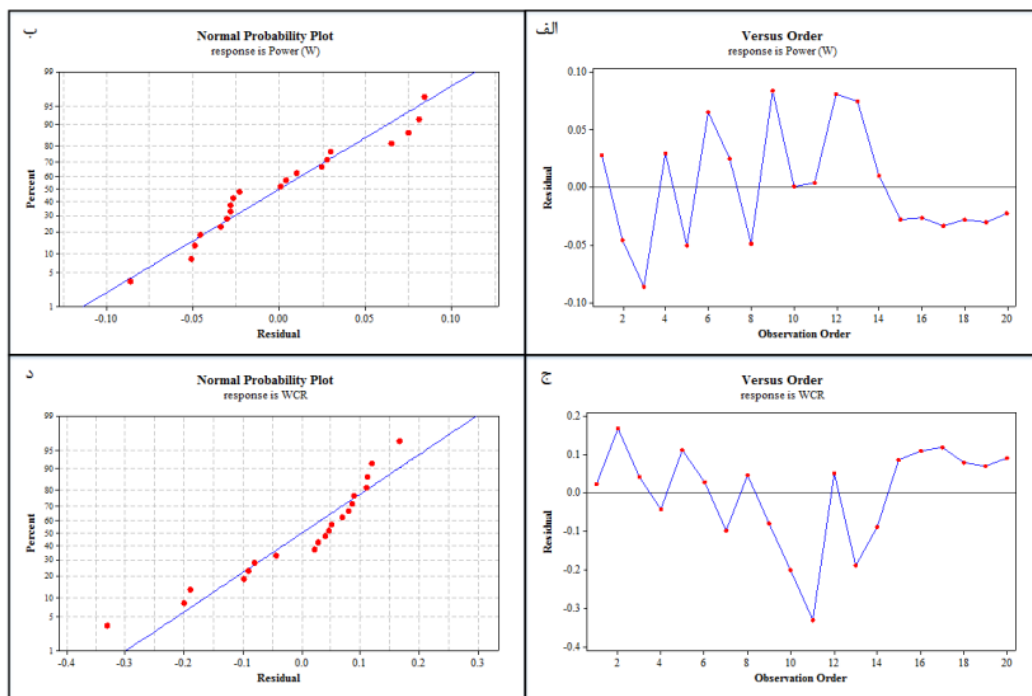 الف
Versus Order
response is Power (W)
Residual
0.10
0.05
0.00
-0.05
-0.10
2 4 6 8 10 12 14 16 18 20
Observation Order
ب
Normal Probability Plot
response is Power (W)
Percent
99
95
90
80
70
60
50
40
30
20
10
5
1
-0.10 -0.05 0.00 0.05 0.10
Residual
ج
Versus Order
response is WCR
Residual
0.2
0.1
0.0
-0.1
-0.2
-0.3
-0.4
2 4 6 8 10 12 14 16 18 20
Observation Order
د
Normal Probability Plot
response is WCR
Percent
99
95
90
80
70
60
50
40
30
20
10
5
1
-0.4 -0.3 -0.2 -0.1 0.0 0.1 0.2 0.3
Residual